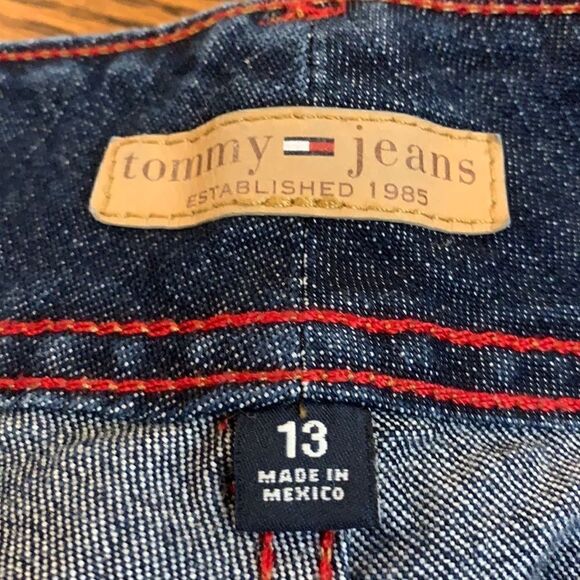 tommy jeans
ESTABLISHED 1985
13
MADE IN
MEXICO